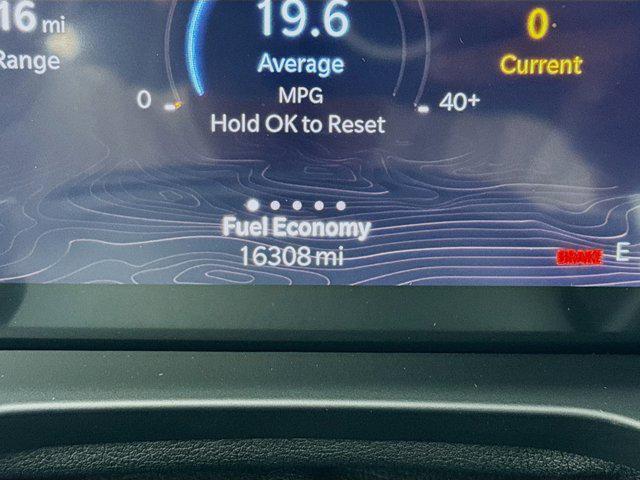 16 mi
Range
19.6
Average
MPG
Hold OK to Reset
0
40+
0
Current
Fuel Economy
16308 mi
BRAKE
E